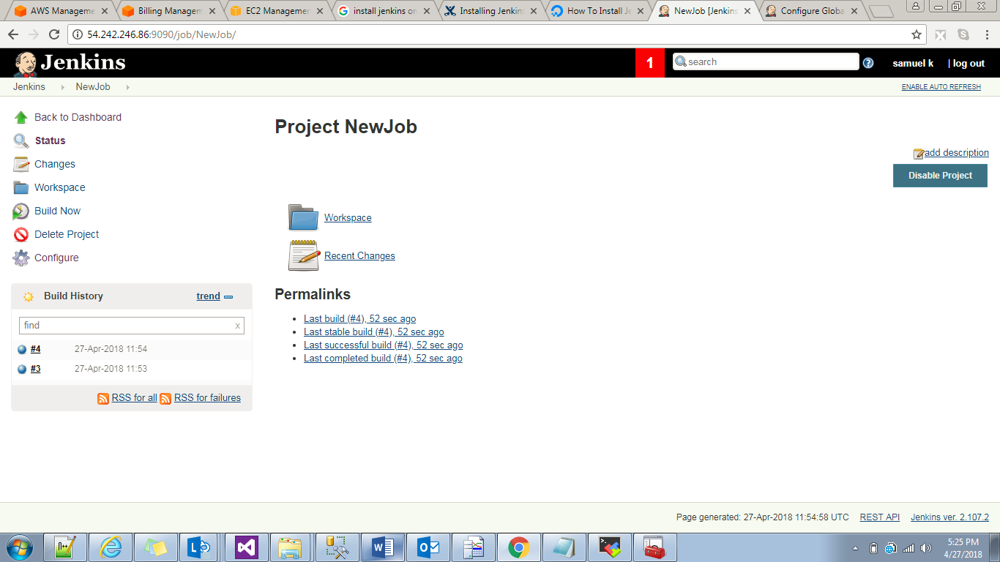 AWS Manageme
Billing Managem
EC2 Managemen
install jenkins on
Installing Jenkins
How To Install Je
NewJob [Jenkins
Configure Globa
54.242.246.86:9090/job/NewJob/
Jenkins
1
search
samuel k
| log out
Jenkins
NewJob
ENABLE AUTO REFRESH
Back to Dashboard
Status
Changes
Workspace
Build Now
Delete Project
Configure
Build History
trend
find
x
#4 27-Apr-2018 11:54
#3 27-Apr-2018 11:53
RSS for all RSS for failures
Project NewJob
add description
Disable Project
Workspace
Recent Changes
Permalinks
Last build (#4), 52 sec ago
Last stable build (#4), 52 sec ago
Last successful build (#4), 52 sec ago
Last completed build (#4), 52 sec ago
Page generated: 27-Apr-2018 11:54:58 UTC REST API Jenkins ver. 2.107.2
5:25 PM
4/27/2018